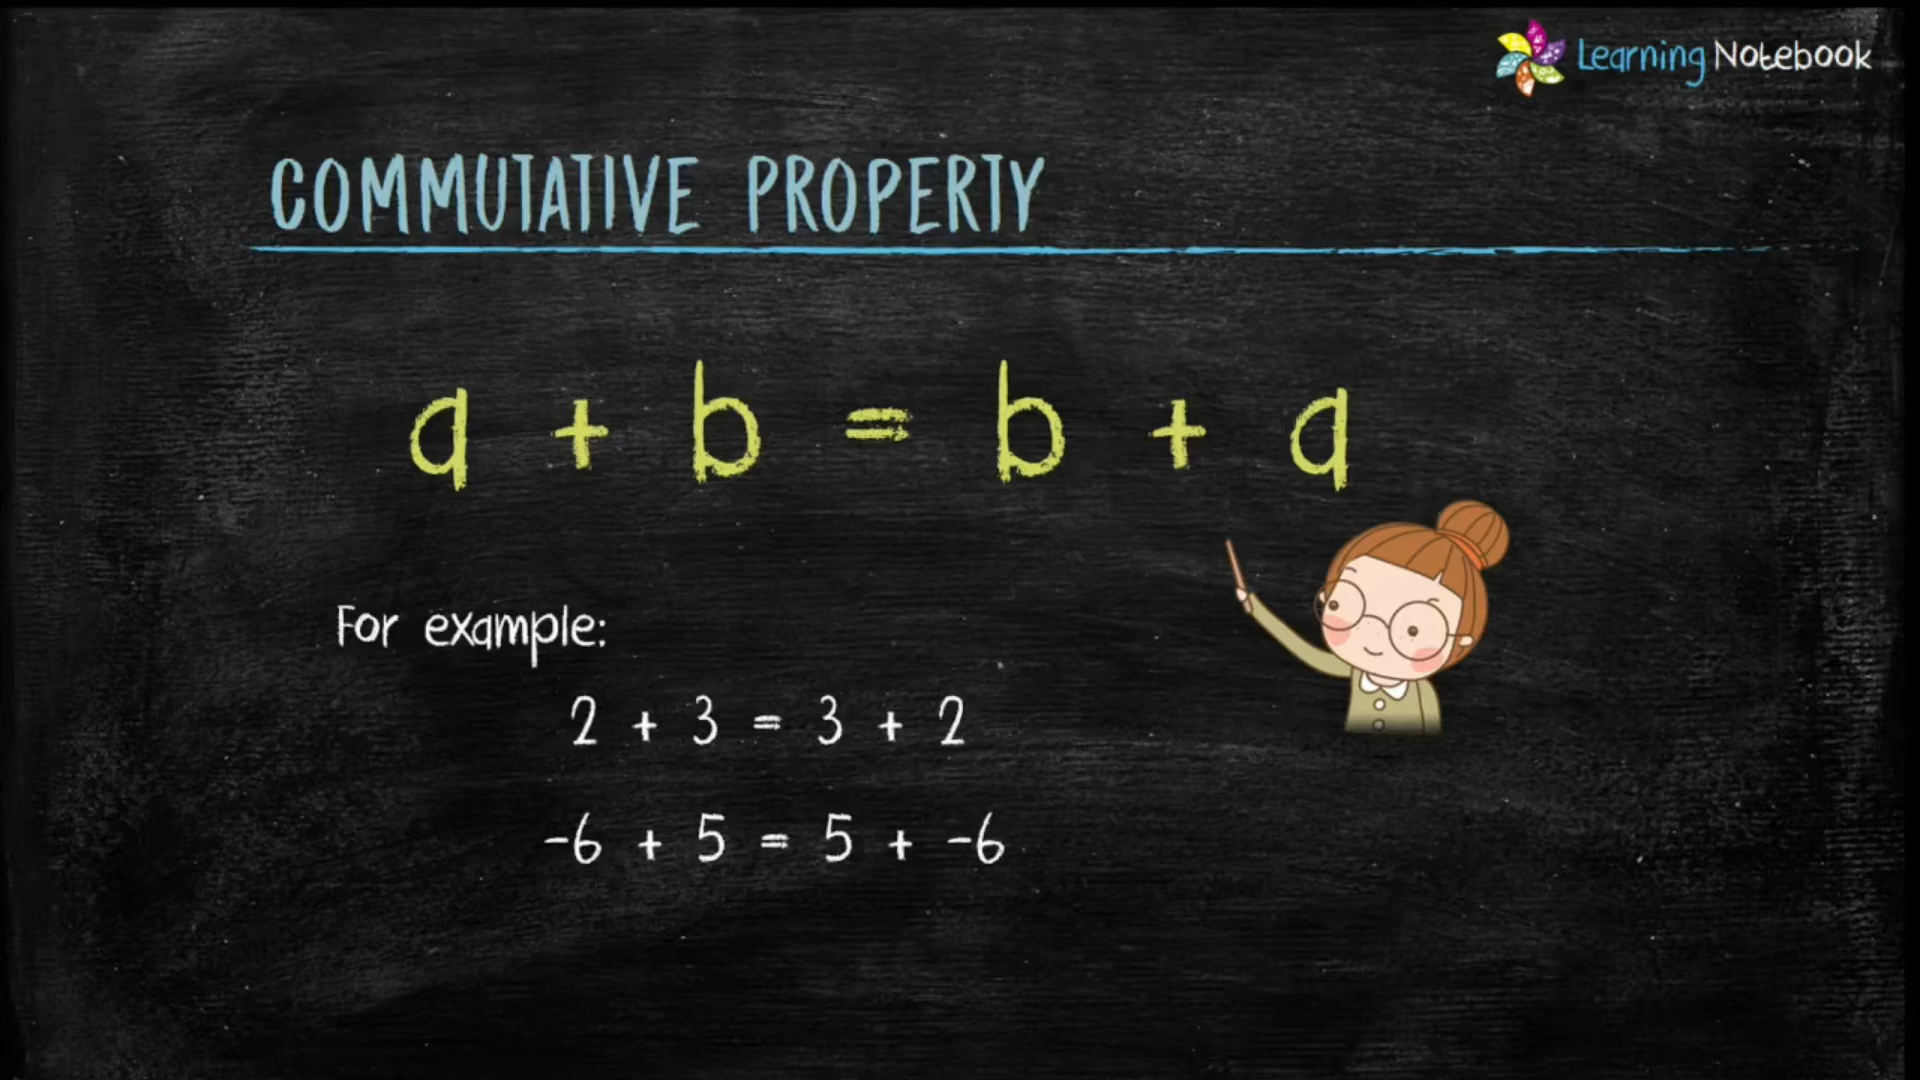 Learning Notebook
COMMUTATIVE PROPERTY
a + b = b + a
For example:
2 + 3 = 3 + 2
-6 + 5 = 5 + -6